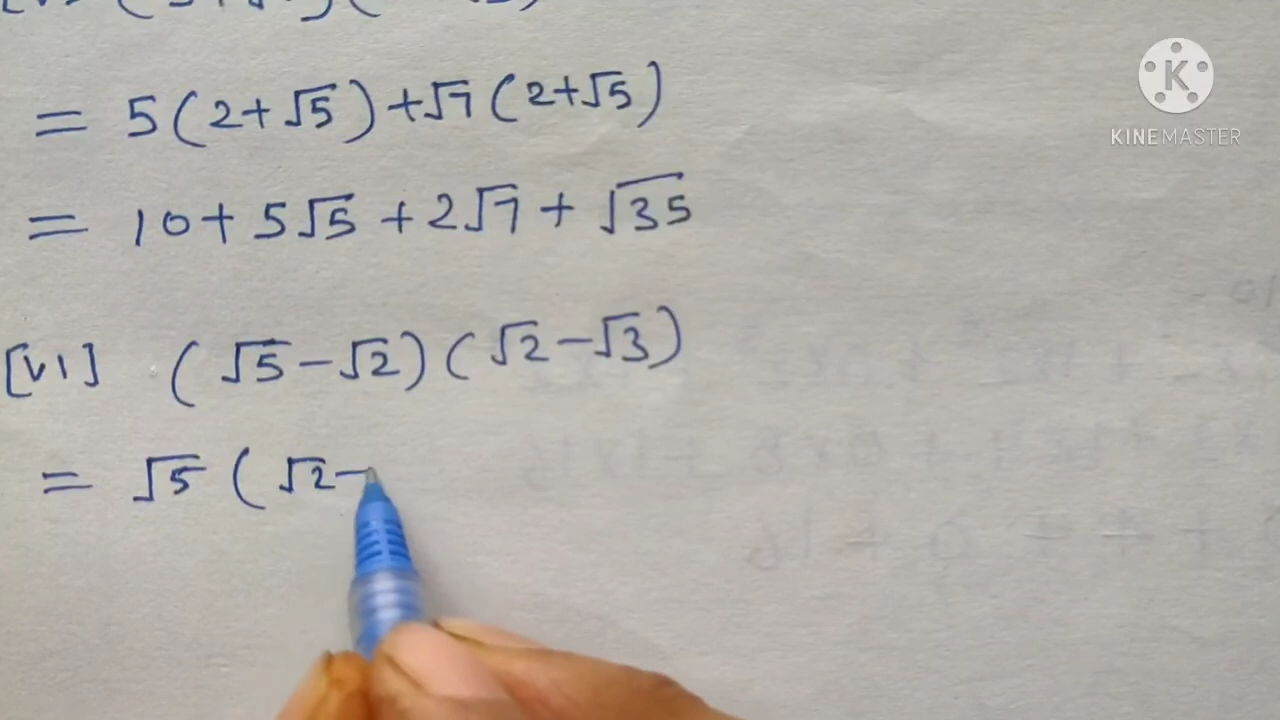 = 5(2+√5)+√7(2+√5)
= 10+5√5+2√7+√35
[VI] (√5-√2)(√2-√3)
= √5(√2-
K
KINEMASTER